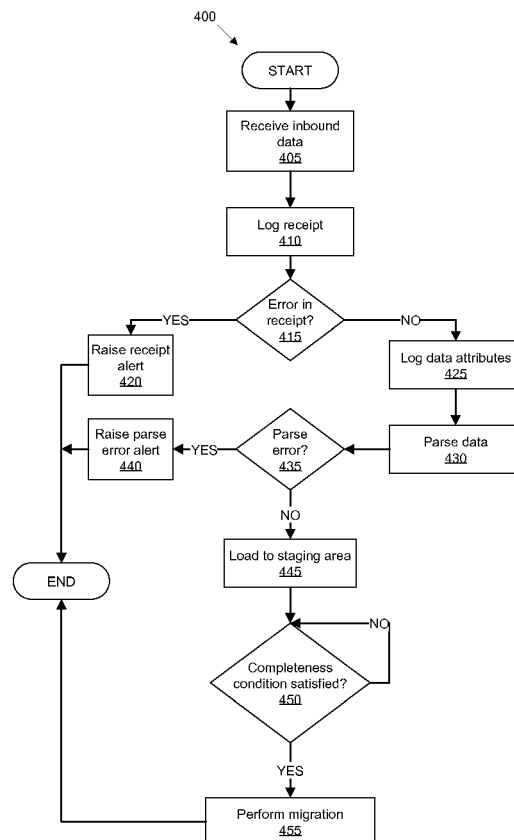 400
START
Receive inbound
data
405
Log receipt
410
Error in
receipt?
415
YES
NO
Raise receipt
alert
420
Log data attributes
425
Raise parse
error alert
440
YES
Parse
error?
435
Parse data
430
NO
Load to staging area
445
END
NO
Completeness
condition satisfied?
450
YES
Perform migration
455